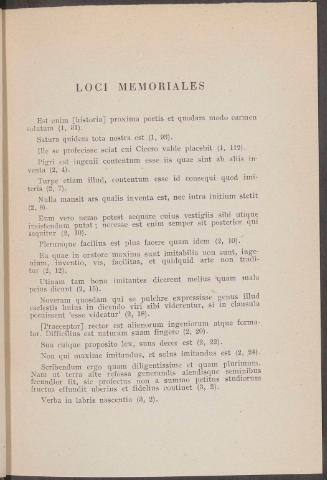 LOCI MEMORIALES
Est enim [historia] proxima poetis et quodam modo carmen
solutum (1, 31).
Satura quidem tota nostra est (1, 93).
Ille se profecisse sciat cui Cicero valde placebit (1, 112).
Pigri est ingenii contentum esse iis quae sint ab aliis in-
venta (2, 4).
Turpe etiam illud, contentum esse id consequi quod imi-
teris (2, 7).
Nulla mansit ars qualis inventa est, nec intra initium stetit
(2, 8).
Eum vero nemo potest aequare cuius vestigiis sibi utique
insistendum putat; necesse est enim semper sit posterior qui
sequitur (2, 10).
Plerumque facilius est plus facere quam idem (2, 10).
Ea quae in oratore maxima sunt imitabilia non sunt, inge-
nium, inventio, vis, facilitas, et quidquid arte non tradi-
tur (2, 12).
Utinam tam bona imitantes dicerent melius quam mala
peius dicunt (2, 15).
Noveram quosdam qui se pulchre expressisse genus illud
caelestis huius in dicendo viri sibi viderentur, si in clausula
posuissent 'esse videatur' (2, 18).
[Praeceptor] rector est alienorum ingeniorum atque forma-
tor. Difficilius est naturam suam fingere (2, 20).
Sua cuique proposito lex, suus decor est (2, 22).
Non qui maxime imitandus, et solus imitandus est (2, 24).
Scribendum ergo quam diligentissime et quam plurimum.
Nam ut terra alte refossa generandis alendisque seminibus
fecundior fit, sic profectus non a summo petitus studiorum
fructus effundit uberius et fidelius continet (3, 2).
Verba in labris nascentia (3, 2).